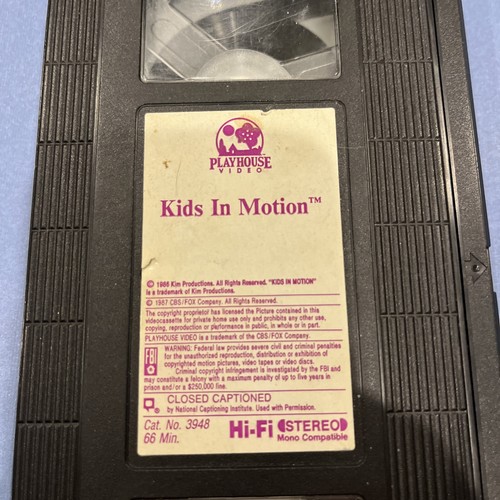 PLAYHOUSE
VIDEO™
Kids In Motion™
© 1986 Kim Productions. All Rights Reserved. "KIDS IN MOTION"
is a trademark of Kim Productions.
© 1987 CBS/FOX Company. All Rights Reserved.
The copyright proprietor has licensed the Picture contained in this
videocassette for private home use only and prohibits any other use,
copying, reproduction or performance in public, in whole or in part.
PLAYHOUSE VIDEO is a trademark of the CBS/FOX Company.
FBI
WARNING: Federal law provides severe civil and criminal penalties
for the unauthorized reproduction, distribution or exhibition of
copyrighted motion pictures, video tapes or video discs.
Criminal copyright infringement is investigated by the FBI and
may constitute a felony with a maximum penalty of up to five years in
prison and/or a $250,000 fine.
CLOSED CAPTIONED
by National Captioning Institute. Used with Permission.
Cat. No. 3948
66 Min.
Hi-Fi STEREO
Mono Compatible